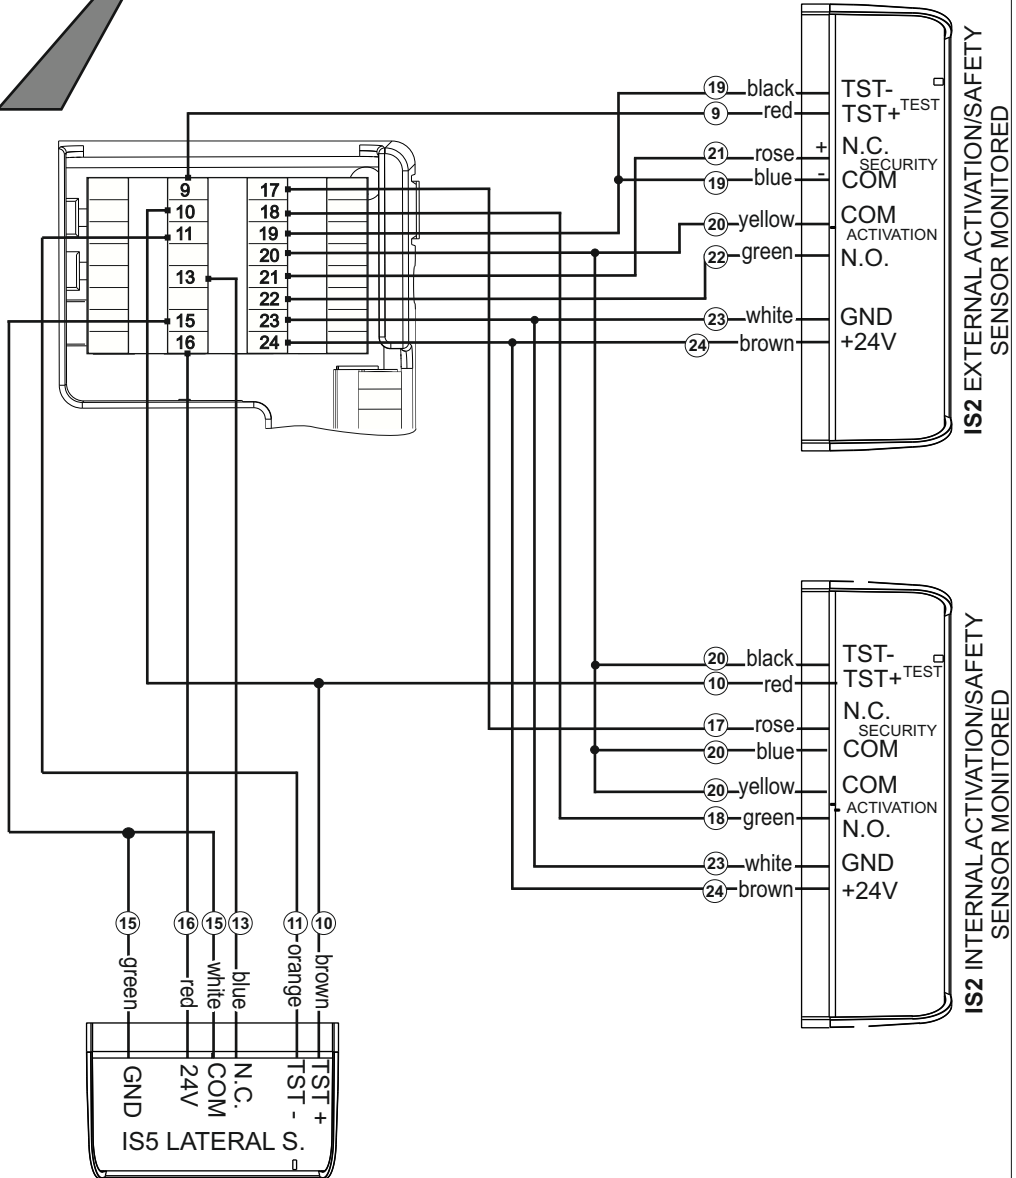 19 black TST-
9 red TST+ TEST
21 rose + N.C.
SECURITY
19 blue - COM
20 yellow COM
ACTIVATION
22 green N.O.
23 white GND
24 brown +24V
IS2 EXTERNAL ACTIVATION/SAFETY
SENSOR MONITORED
9 17
10 18
11 19
20
13 21
22
15 23
16 24
20 black TST-
10 red TST+ TEST
17 rose N.C.
SECURITY
20 blue COM
20 yellow COM
ACTIVATION
18 green N.O.
23 white GND
24 brown +24V
IS2 INTERNAL ACTIVATION/SAFETY
SENSOR MONITORED
15 16 15 13 11 10
green
red
white
blue
orange
brown
GND
24V
COM
N.C.
TST -
TST +
IS5 LATERAL S.